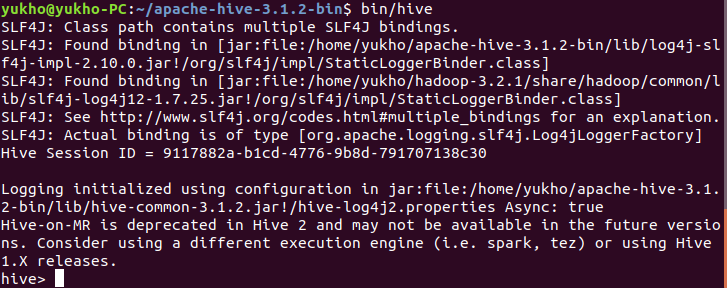 yukho@yukho-PC:~/apache-hive-3.1.2-bin$ bin/hive
SLF4J: Class path contains multiple SLF4J bindings.
SLF4J: Found binding in [jar:file:/home/yukho/apache-hive-3.1.2-bin/lib/log4j-sl
f4j-impl-2.10.0.jar!/org/slf4j/impl/StaticLoggerBinder.class]
SLF4J: Found binding in [jar:file:/home/yukho/hadoop-3.2.1/share/hadoop/common/l
ib/slf4j-log4j12-1.7.25.jar!/org/slf4j/impl/StaticLoggerBinder.class]
SLF4J: See http://www.slf4j.org/codes.html#multiple_bindings for an explanation.
SLF4J: Actual binding is of type [org.apache.logging.slf4j.Log4jLoggerFactory]
Hive Session ID = 9117882a-b1cd-4776-9b8d-791707138c30
Logging initialized using configuration in jar:file:/home/yukho/apache-hive-3.1.
2-bin/lib/hive-common-3.1.2.jar!/hive-log4j2.properties Async: true
Hive-on-MR is deprecated in Hive 2 and may not be available in the future versio
ns. Consider using a different execution engine (i.e. spark, tez) or using Hive
1.X releases.
hive>